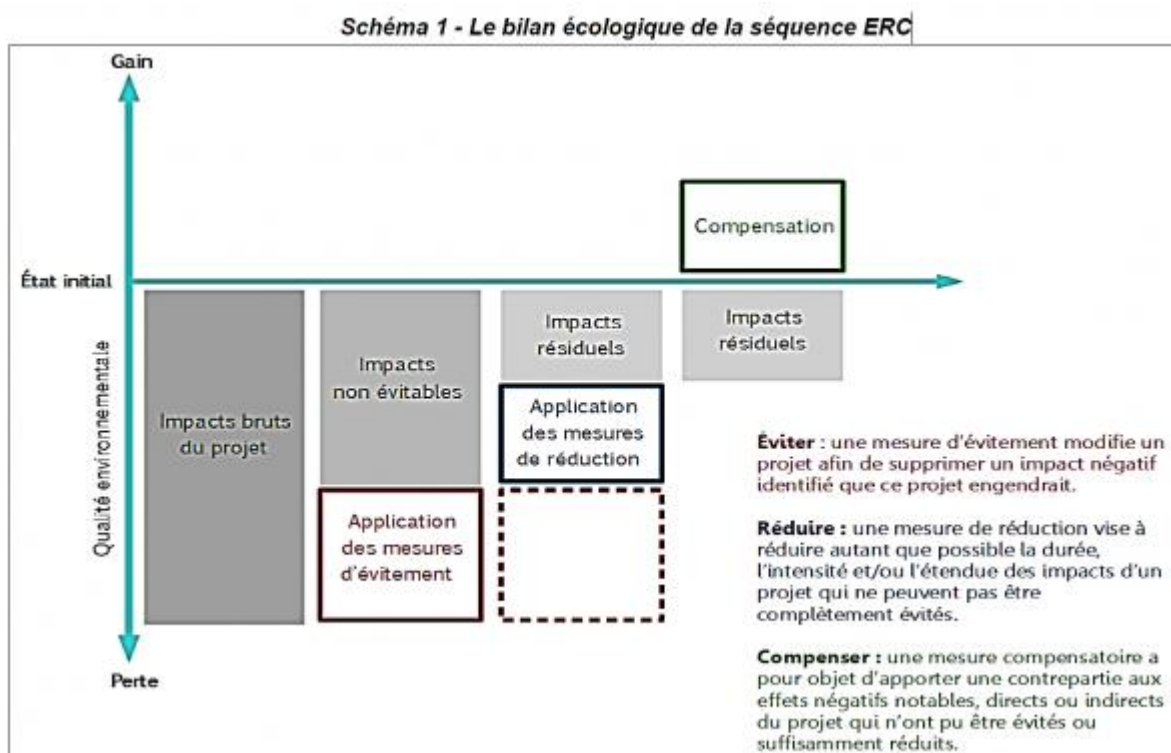 Schéma 1 - Le bilan écologique de la séquence ERC
Gain
Compensation
État initial
Qualité environnementale
Impacts bruts
du projet
Impacts
non évitables
Application
des mesures
d'évitement
Impacts
résiduels
Application
des mesures
de réduction
Impacts
résiduels
Perte
Éviter : une mesure d'évitement modifie un
projet afin de supprimer un impact négatif
identifié que ce projet engendrait.
Réduire : une mesure de réduction vise à
réduire autant que possible la durée,
l'intensité et/ou l'étendue des impacts d'un
projet qui ne peuvent pas être
complètement évités.
Compenser : une mesure compensatoire a
pour objet d'apporter une contrepartie aux
effets négatifs notables, directs ou indirects
du projet qui n'ont pu être évités ou
suffisamment réduits.